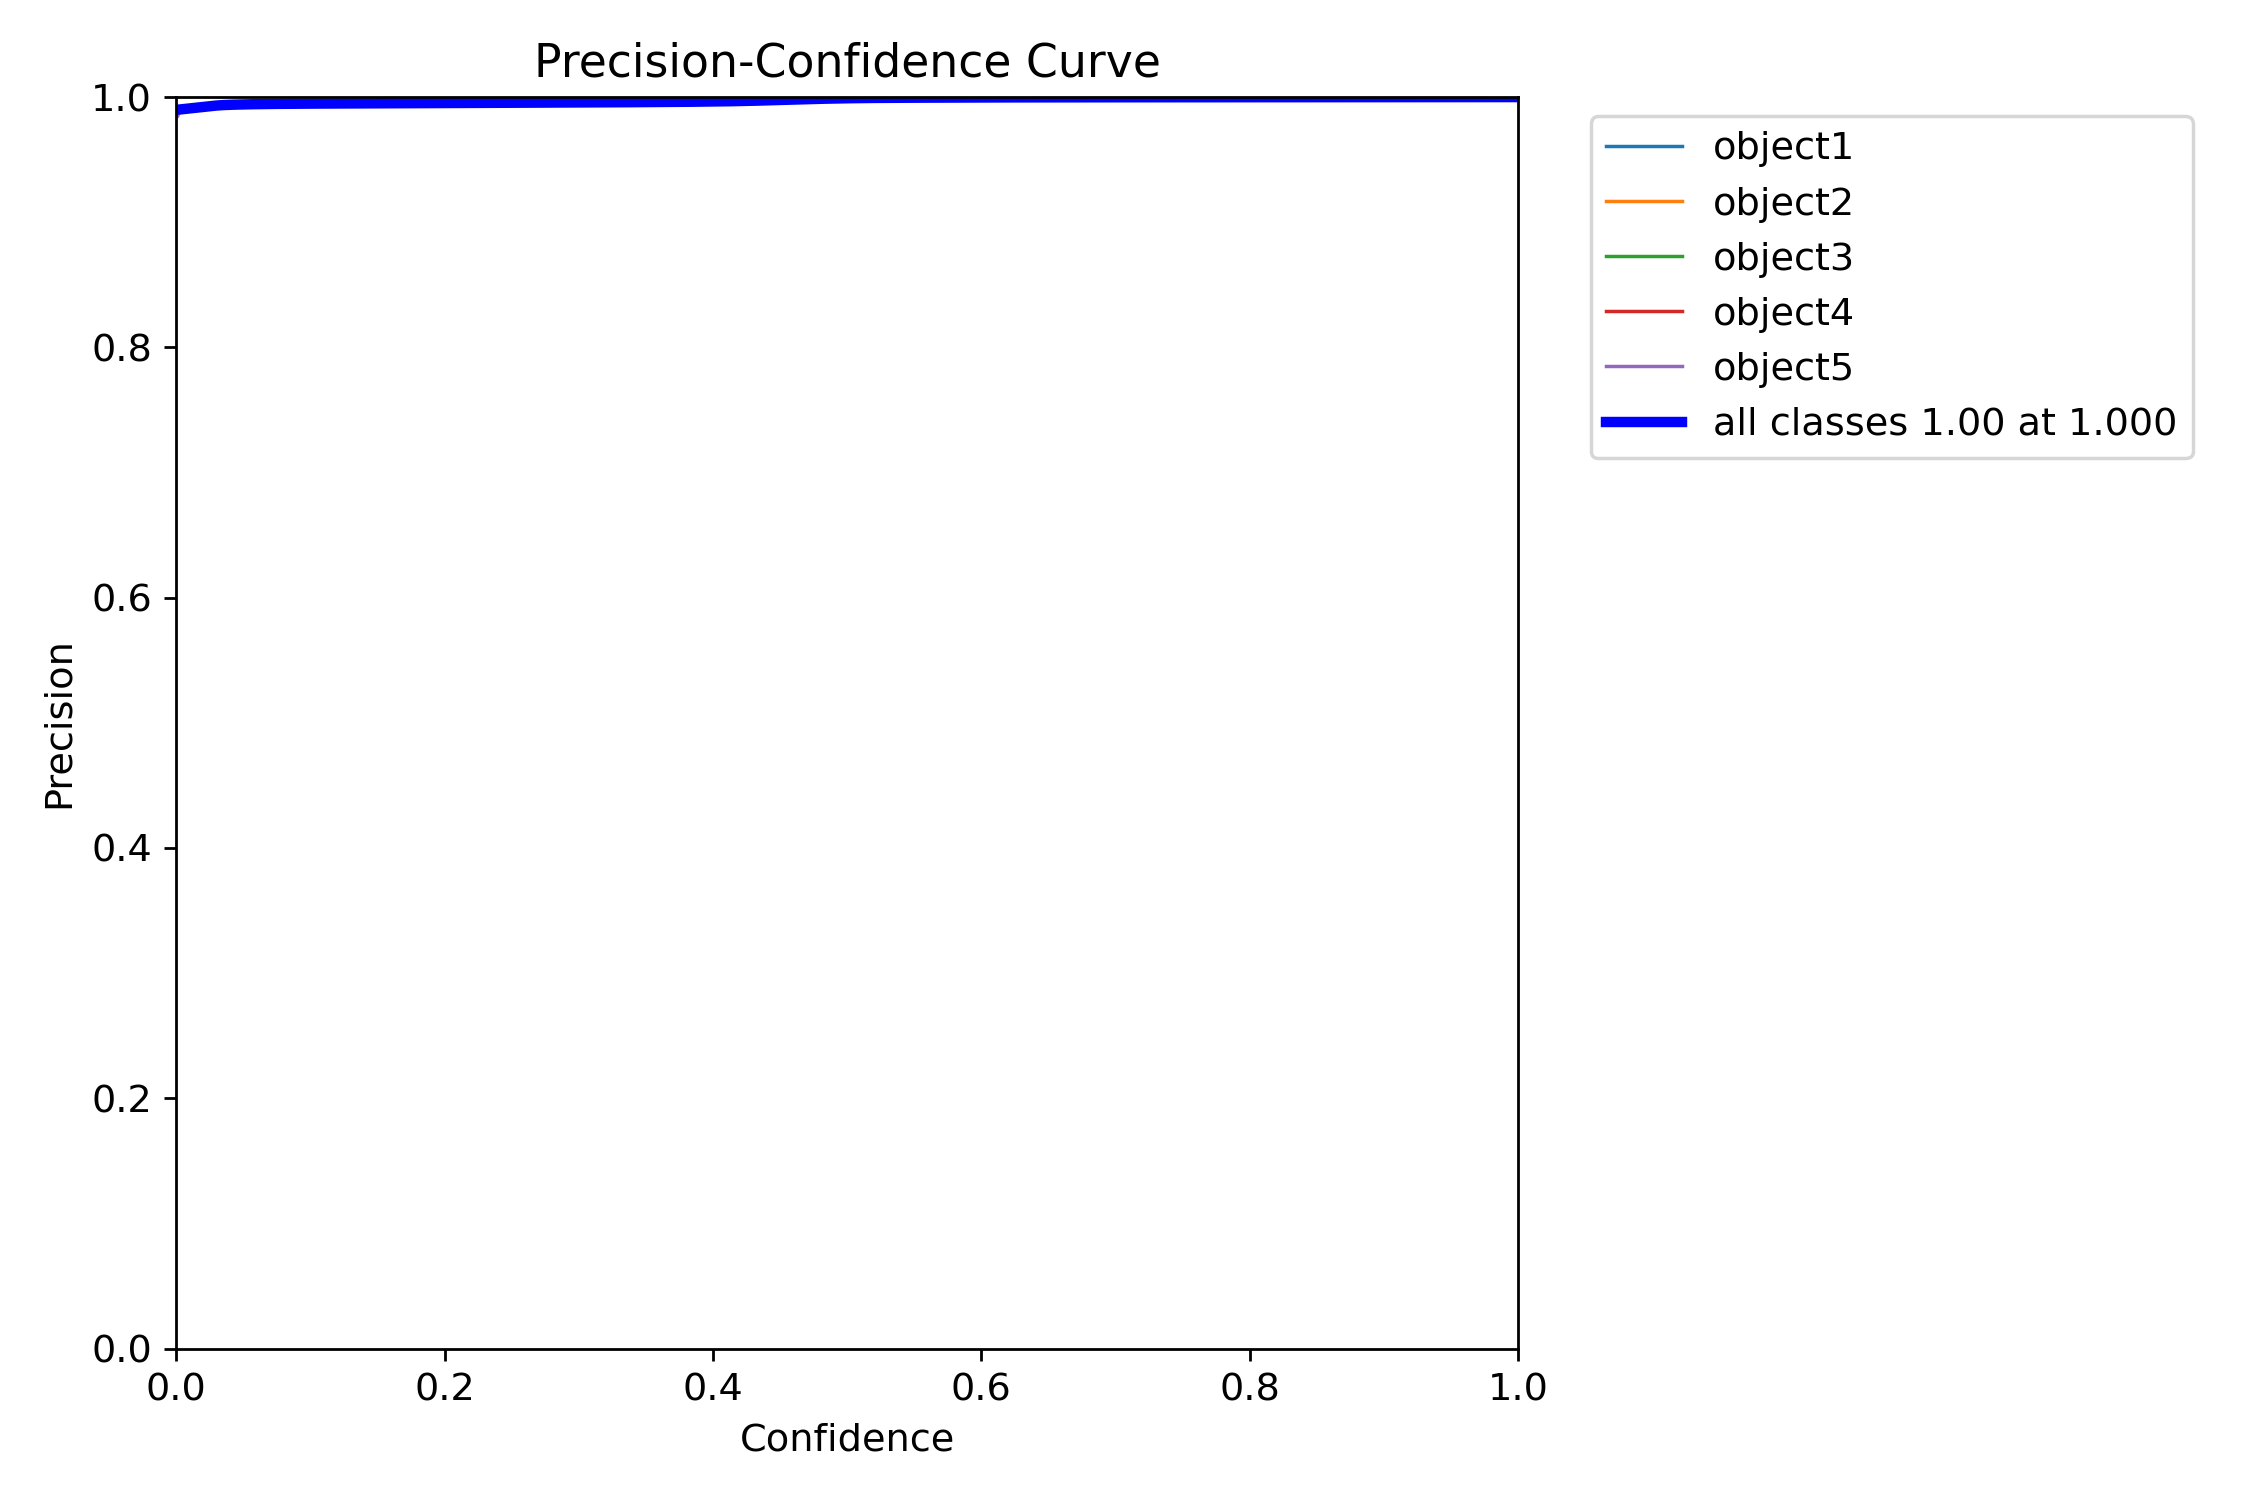 Precision-Confidence Curve
1.0
0.8
0.6
0.4
0.2
0.0
Precision
0.0 0.2 0.4 0.6 0.8 1.0
Confidence
object1
object2
object3
object4
object5
all classes 1.00 at 1.000